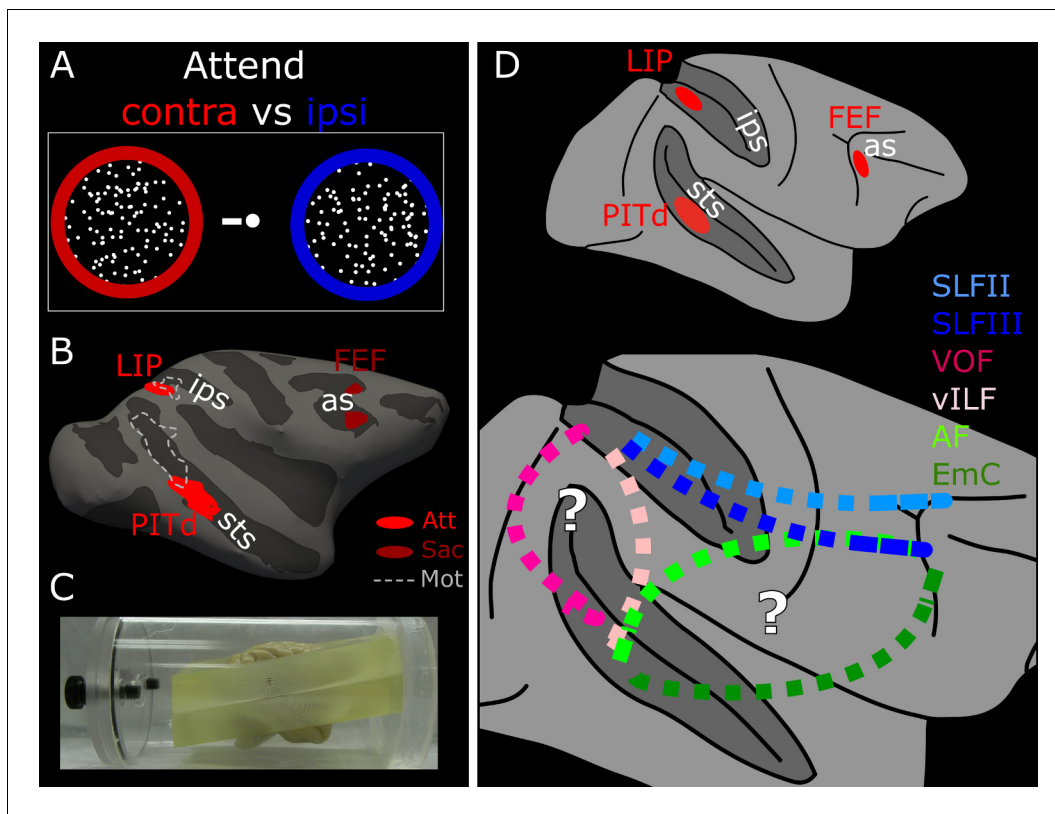 A
Attend
contra vs ipsi
B
LIP
ips
FEF
as
PITd
sts
Att
Sac
Mot
C
D
LIP
ips
FEF
as
sts
PITd
SLFII
SLFIII
VOF
vILF
AF
EmC
?
?